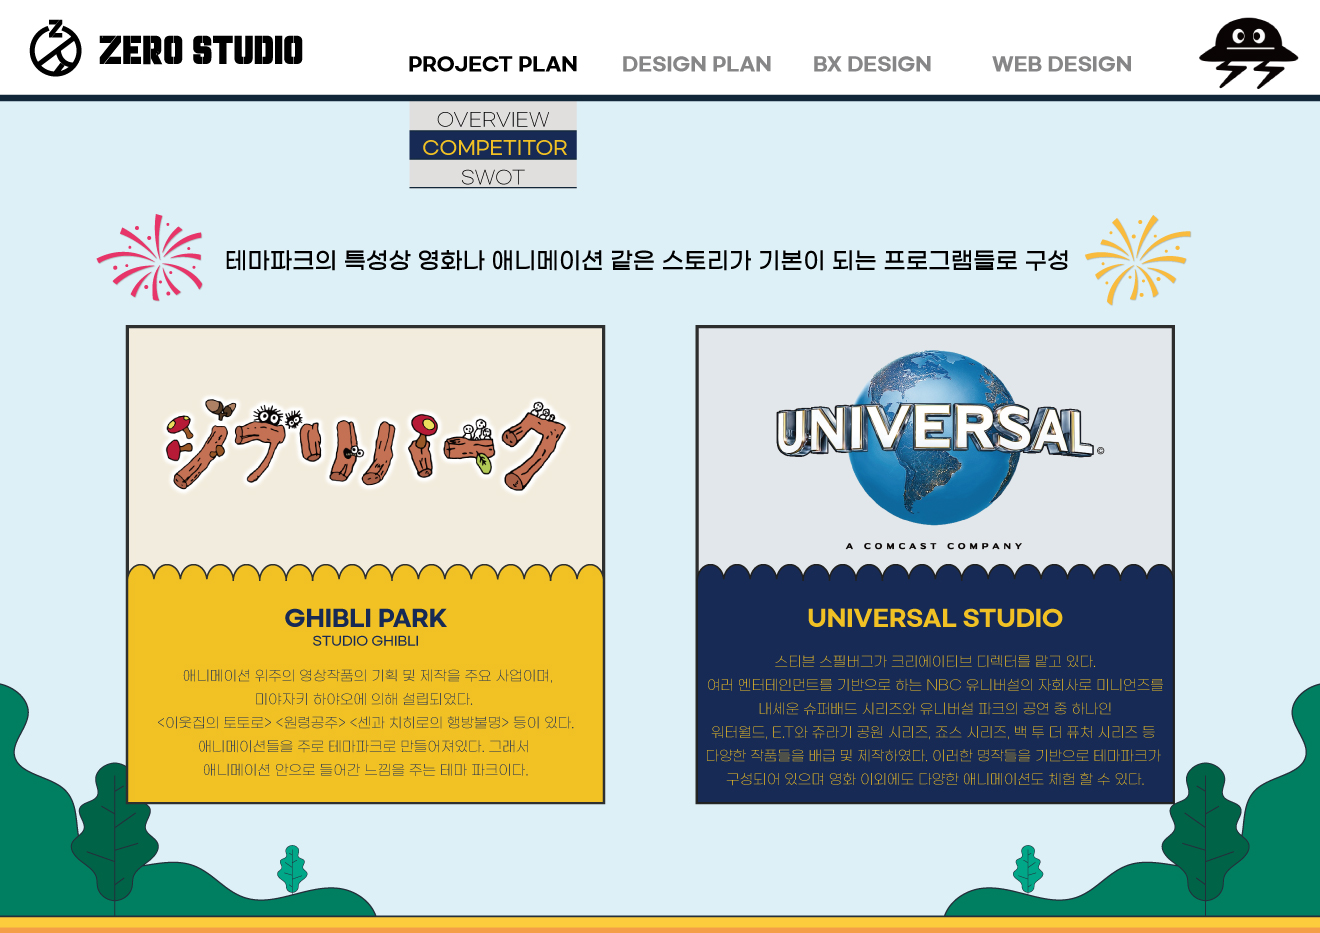 Z
ZERO STUDIO
PROJECT PLAN
DESIGN PLAN
BX DESIGN
WEB DESIGN
OVERVIEW
COMPETITOR
SWOT
테마파크의 특성상 영화나 애니메이션 같은 스토리가 기본이 되는 프로그램들로 구성
ジブリパーク
GHIBLI PARK
STUDIO GHIBLI
애니메이션 위주의 영상작품의 기획 및 제작을 주요 사업이며,
미야자키 하야오에 의해 설립되었다.
<이웃집의 토토로> <원령공주> <센과 치히로의 행방불명> 등이 있다.
애니메이션들을 주로 테마파크로 만들어져있다. 그래서
애니메이션 안으로 들어간 느낌을 주는 테마 파크이다.
UNIVERSAL
©
A COMCAST COMPANY
UNIVERSAL STUDIO
스티븐 스필버그가 크리에이티브 디렉터를 맡고 있다.
여러 엔터테인먼트를 기반으로 하는 NBC 유니버설의 자회사로 미니언즈를
내세운 슈퍼배드 시리즈와 유니버설 파크의 공연 중 하나인
워터월드, E.T와 쥬라기 공원 시리즈, 죠스 시리즈, 백 투 더 퓨처 시리즈 등
다양한 작품들을 배급 및 제작하였다. 이러한 명작들을 기반으로 테마파크가
구성되어 있으며 영화 이외에도 다양한 애니메이션도 체험 할 수 있다.